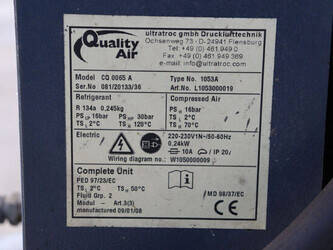 Quality Air
ultratroc gmbh Drucklufttechnik
Ochsenweg 73 - D-24941 Flensburg
Tel.+49 (0) 461 949 0
Fax +49 (0) 461 949 369
e-mail info@ultratroc.com
Model CQ 0065 A Type No. 1053A
Ser.No 081/20133/36 Art.No. L1053000019
Refrigerant Compressed Air
R 134a 0,245kg PS 16bar
PS 16bar PS 30bar TS 2°C
TS 2°C TS 120°C TS 70°C
Electric 220-230V1N~/50-60Hz
0,24kW
10A / IP 20
Wiring diagram no.: W1050000009
Complete Unit
PED 97/23/EC
TS 2°C TS 50°C
Fluid Grp. 2
Modul Art.3(3) MD 98/37/EC
manufactured 09/01/08